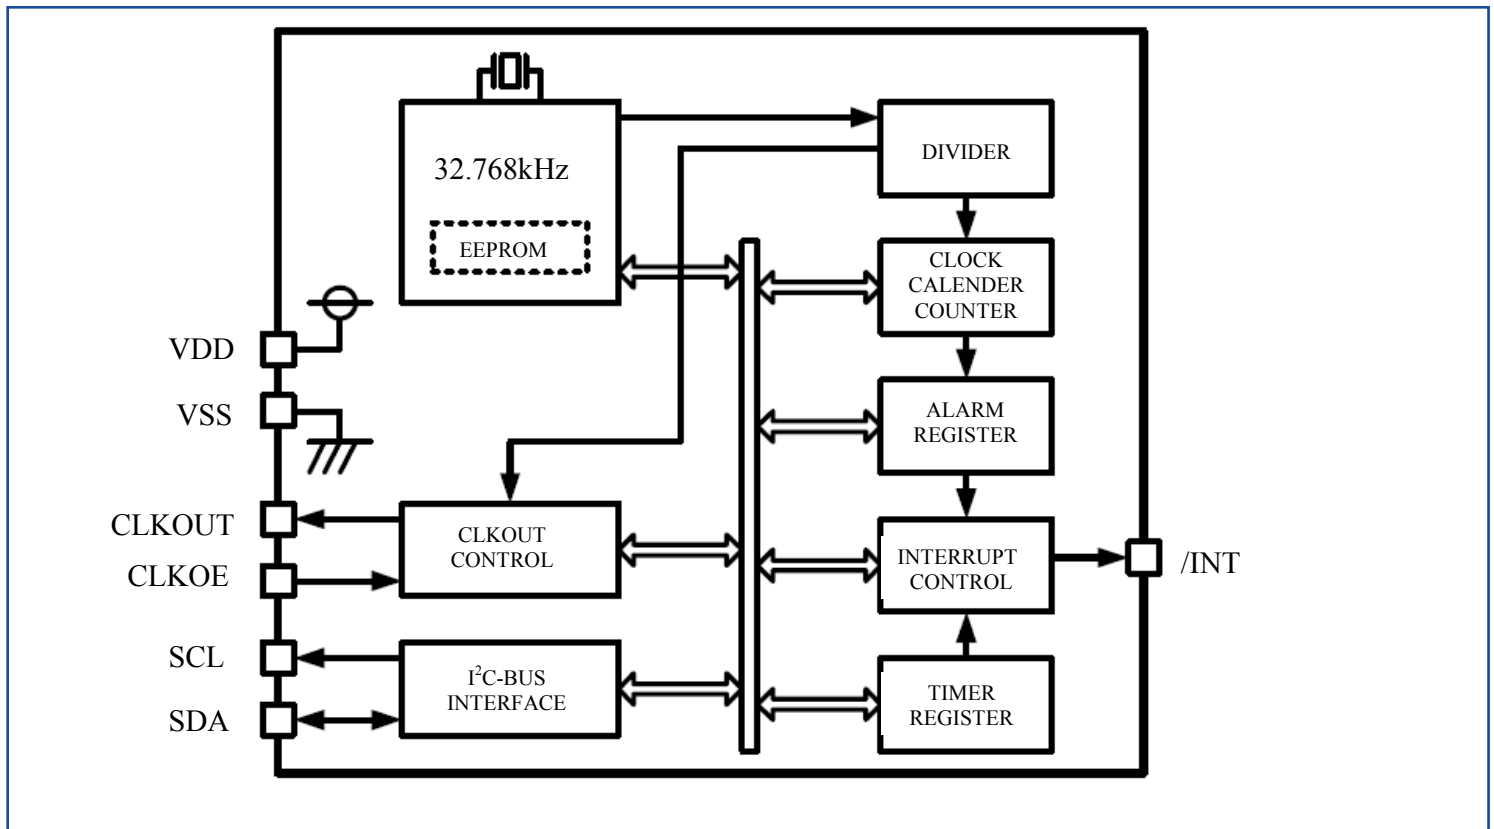 32.768kHz
EEPROM
DIVIDER
CLOCK
CALENDER
COUNTER
VDD
VSS
ALARM
REGISTER
CLKOUT
CLKOE
CLKOUT
CONTROL
INTERRUPT
CONTROL
/INT
SCL
SDA
I²C-BUS
INTERFACE
TIMER
REGISTER